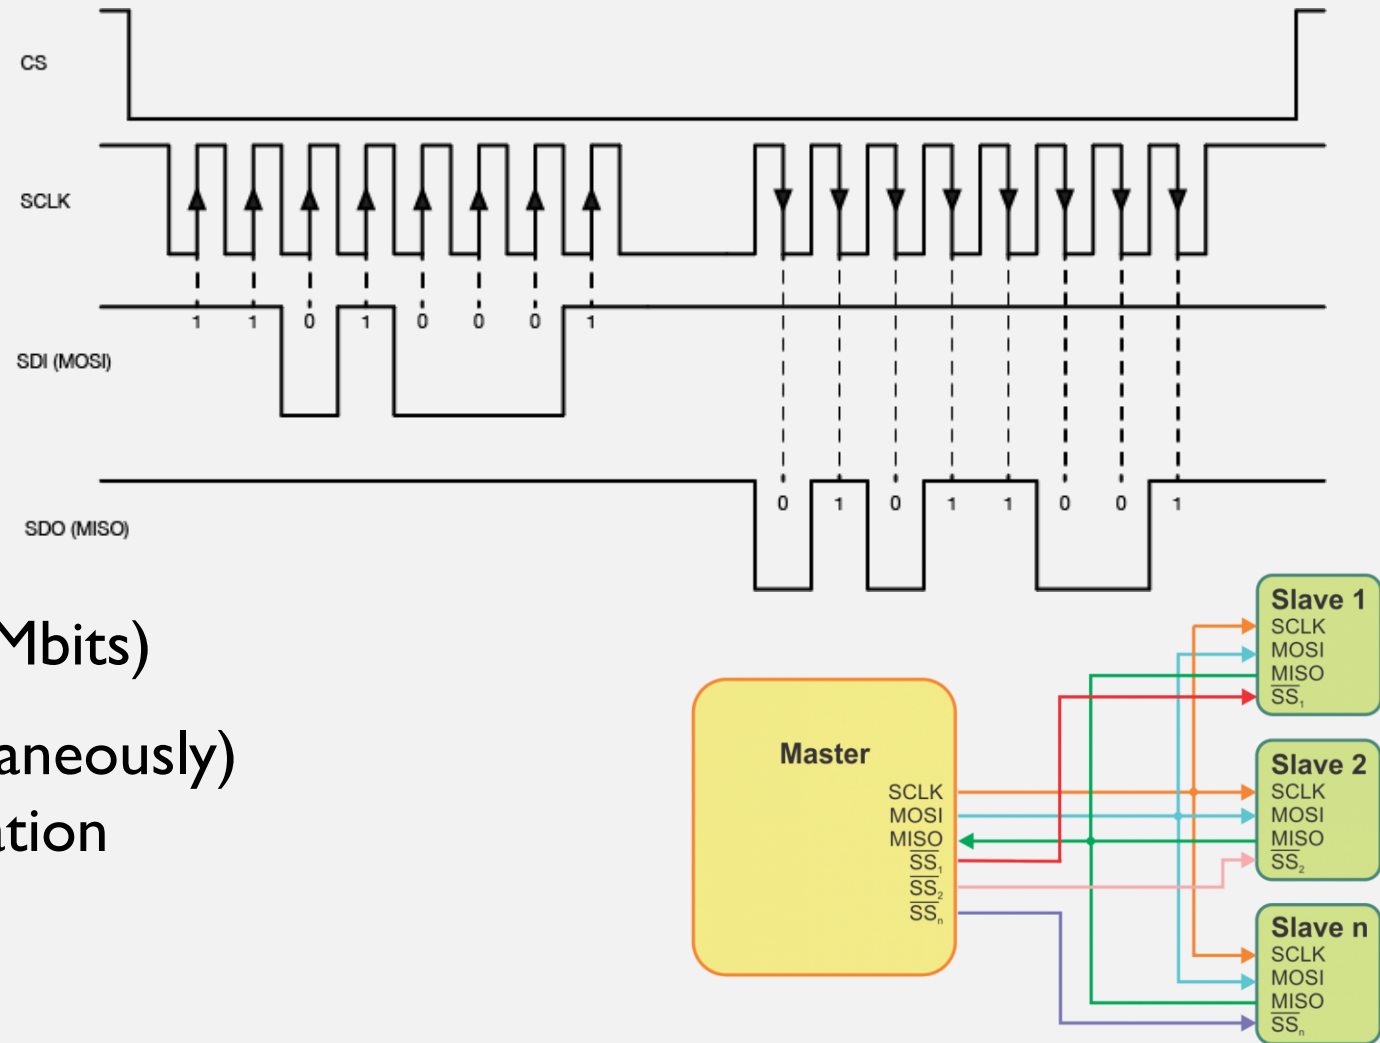 CS
SCLK
1 1 0 1 0 0 0 1
SDI (MOSI)
0 1 0 1 1 0 0 1
SDO (MISO)
Mbits)
aneously)
ation
Master
SCLK
MOSI
MISO
SS1
SS2
SSn
Slave 1
SCLK
MOSI
MISO
SS1
Slave 2
SCLK
MOSI
MISO
SS2
Slave n
SCLK
MOSI
MISO
SSn